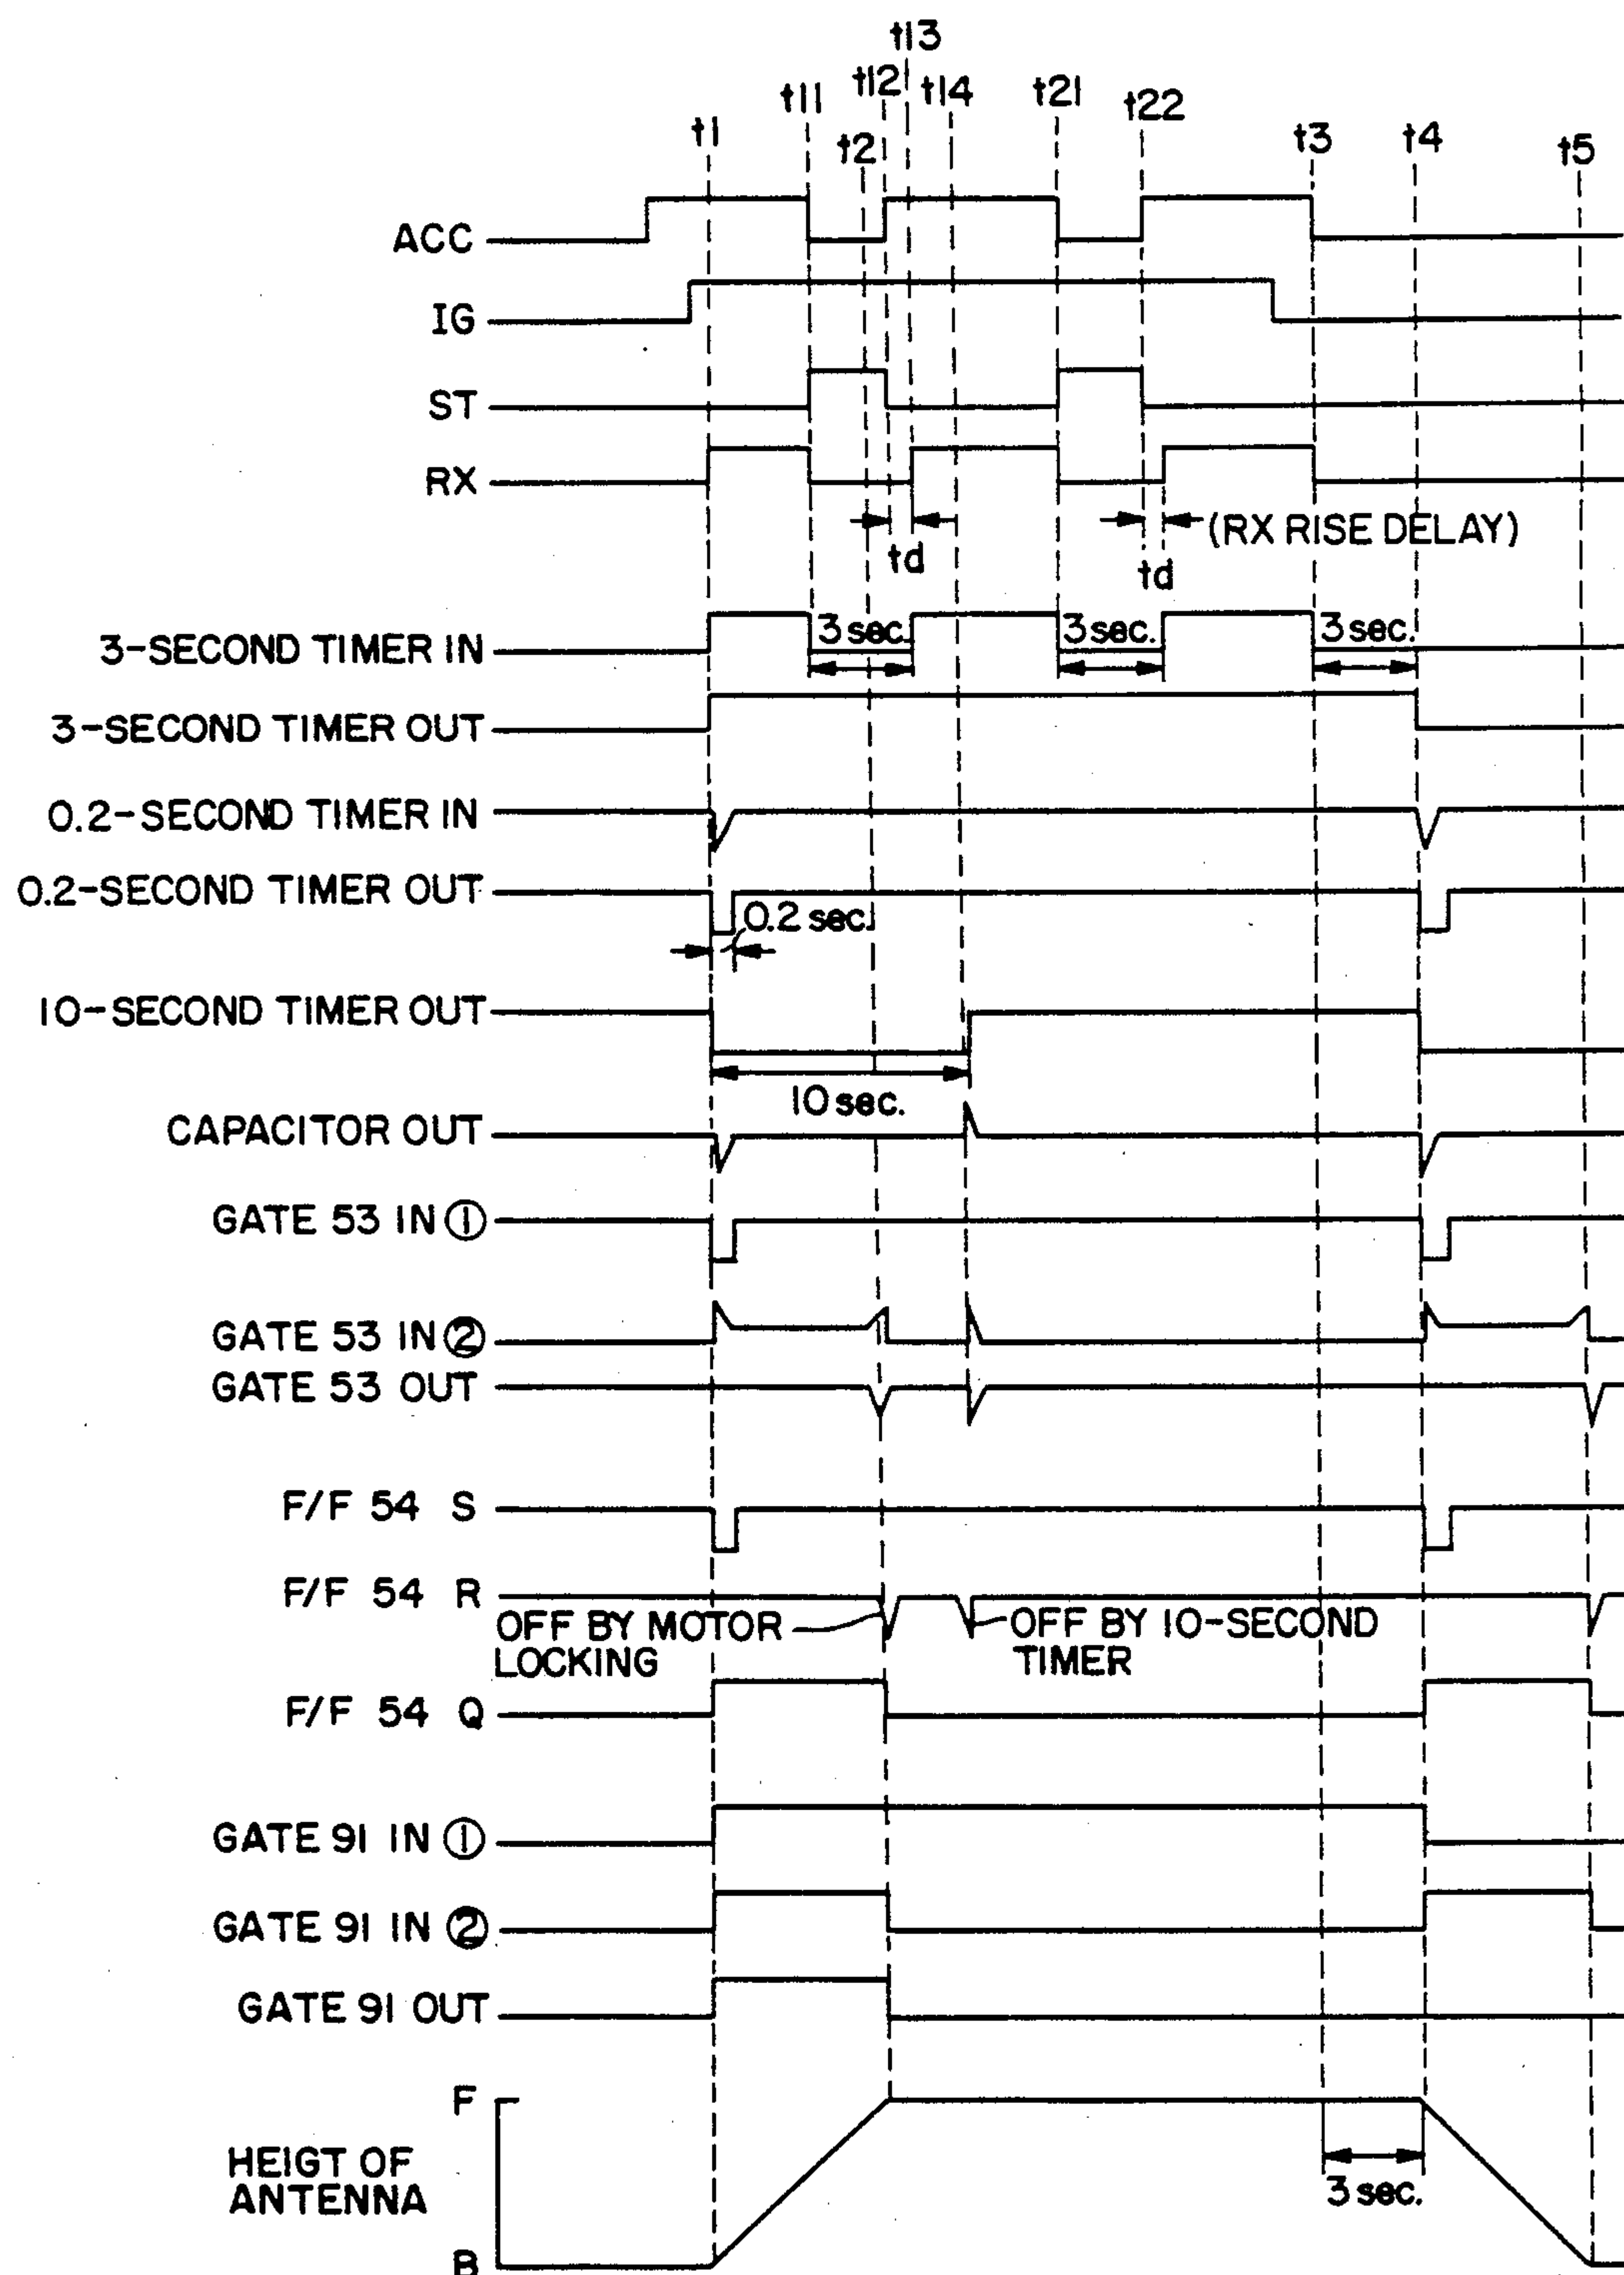 t13
t12
t14
t11
t21
t22
t1
t2
t3
t4
t5
ACC
IG
ST
RX
td
td
(RX RISE DELAY)
3-SECOND TIMER IN
3 sec.
3 sec.
3 sec.
3-SECOND TIMER OUT
0.2-SECOND TIMER IN
0.2-SECOND TIMER OUT
0.2 sec.
10-SECOND TIMER OUT
10 sec.
CAPACITOR OUT
GATE 53 IN ①
GATE 53 IN ②
GATE 53 OUT
F/F 54 S
F/F 54 R
OFF BY MOTOR
LOCKING
OFF BY 10-SECOND
TIMER
F/F 54 Q
GATE 91 IN ①
GATE 91 IN ②
GATE 91 OUT
F
HEIGT OF
ANTENNA
3 sec.
B